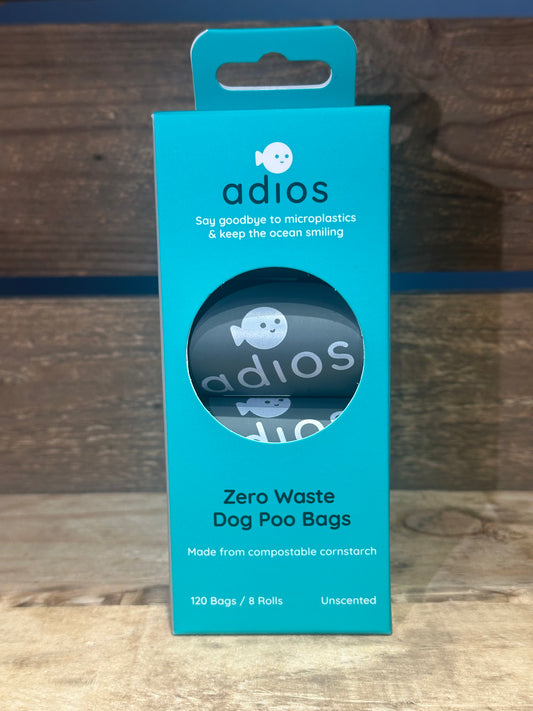 adios
Say goodbye to microplastics
& keep the ocean smiling
adios
adios
Zero Waste
Dog Poo Bags
Made from compostable cornstarch
120 Bags / 8 Rolls Unscented